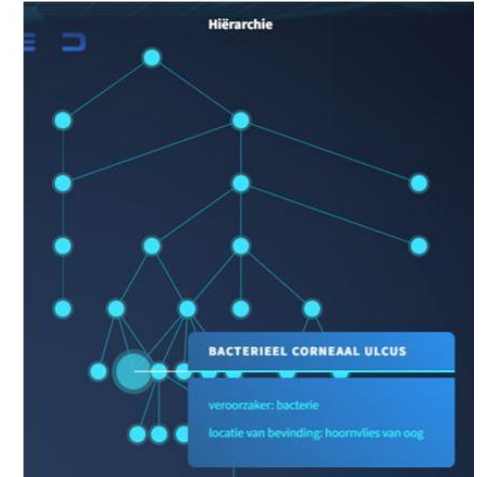 Hiërarchie
BACTERIEEL CORNEAAL ULCUS
veroorzaker: bacterie
locatie van bevinding: hoornvlies van oog